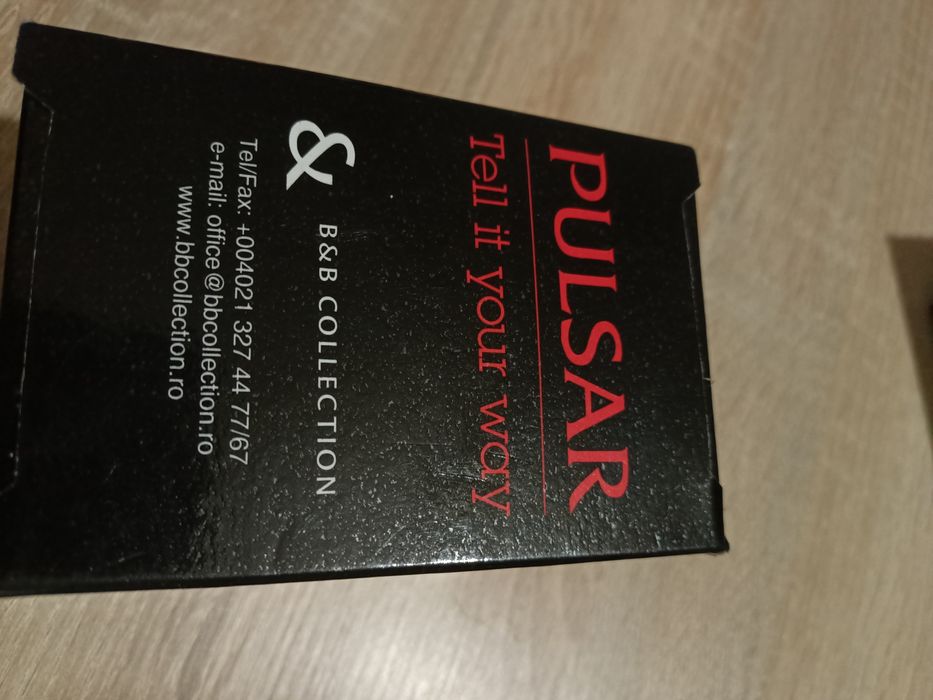 PULSAR
Tell it your way
&
B&B COLLECTION
Tel/Fax: +004021 327 44 77/67
e-mail: office@bbcollection.ro
www.bbcollection.ro